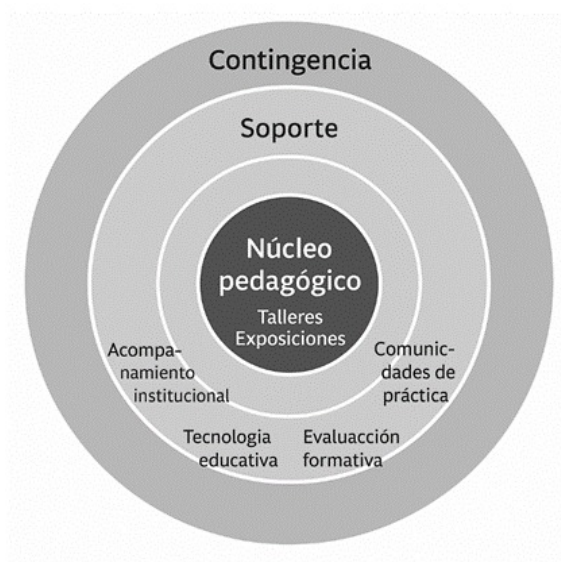 Contingencia
Soporte
Núcleo
pedagógico
Talleres
Exposiciones
Acompa-
namiento
institucional
Comunic-
dades de
práctica
Tecnologia
educativa
Evaluacción
formativa